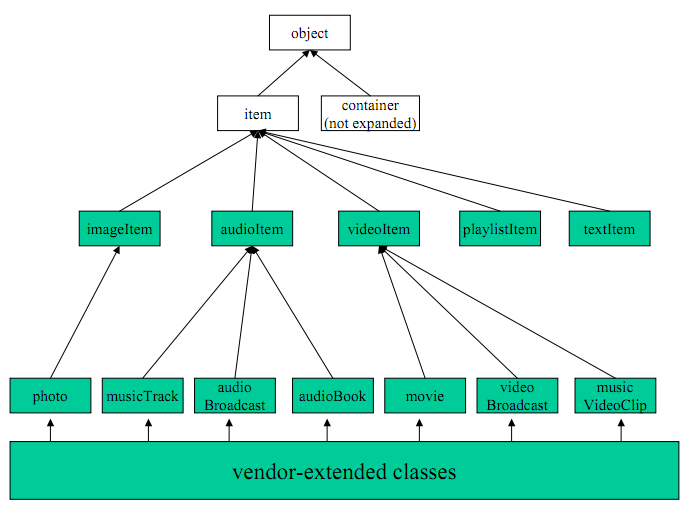 object
item
container
(not expanded)
imageItem
audioItem
videoItem
playlistItem
textItem
photo
musicTrack
audio
Broadcast
audioBook
movie
video
Broadcast
music
VideoClip
vendor-extended classes